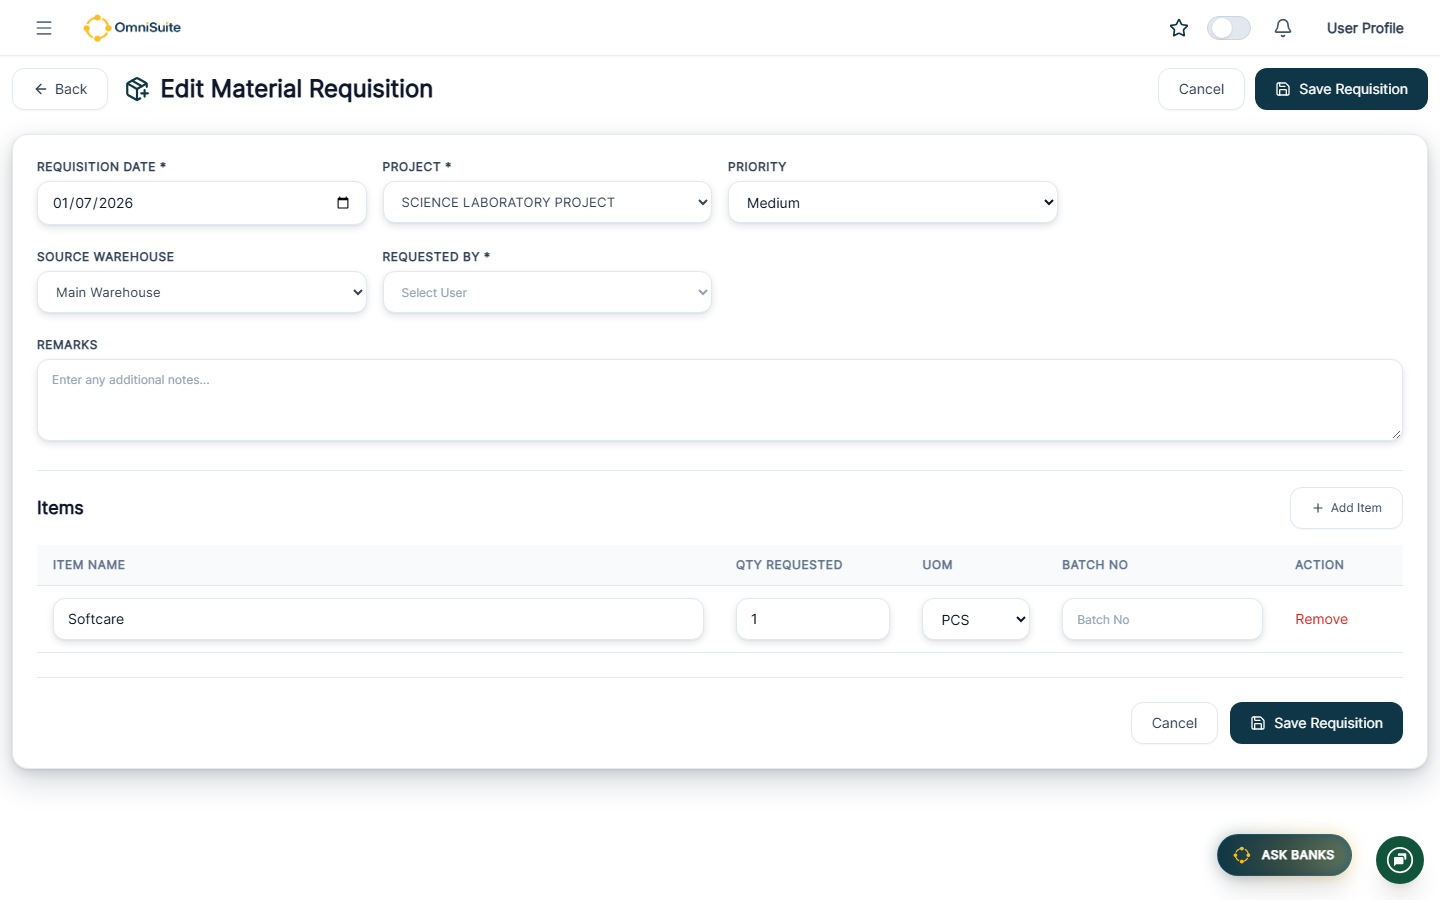 OmniSuite
User Profile
Back
Edit Material Requisition
Cancel
Save Requisition
REQUISITION DATE *
PROJECT *
PRIORITY
01/07/2026
SCIENCE LABORATORY PROJECT
Medium
SOURCE WAREHOUSE
REQUESTED BY *
Main Warehouse
Select User
REMARKS
Enter any additional notes...
Items
Add Item
ITEM NAME
QTY REQUESTED
UOM
BATCH NO
ACTION
Softcare
1
PCS
Batch No
Remove
Cancel
Save Requisition
ASK BANKS